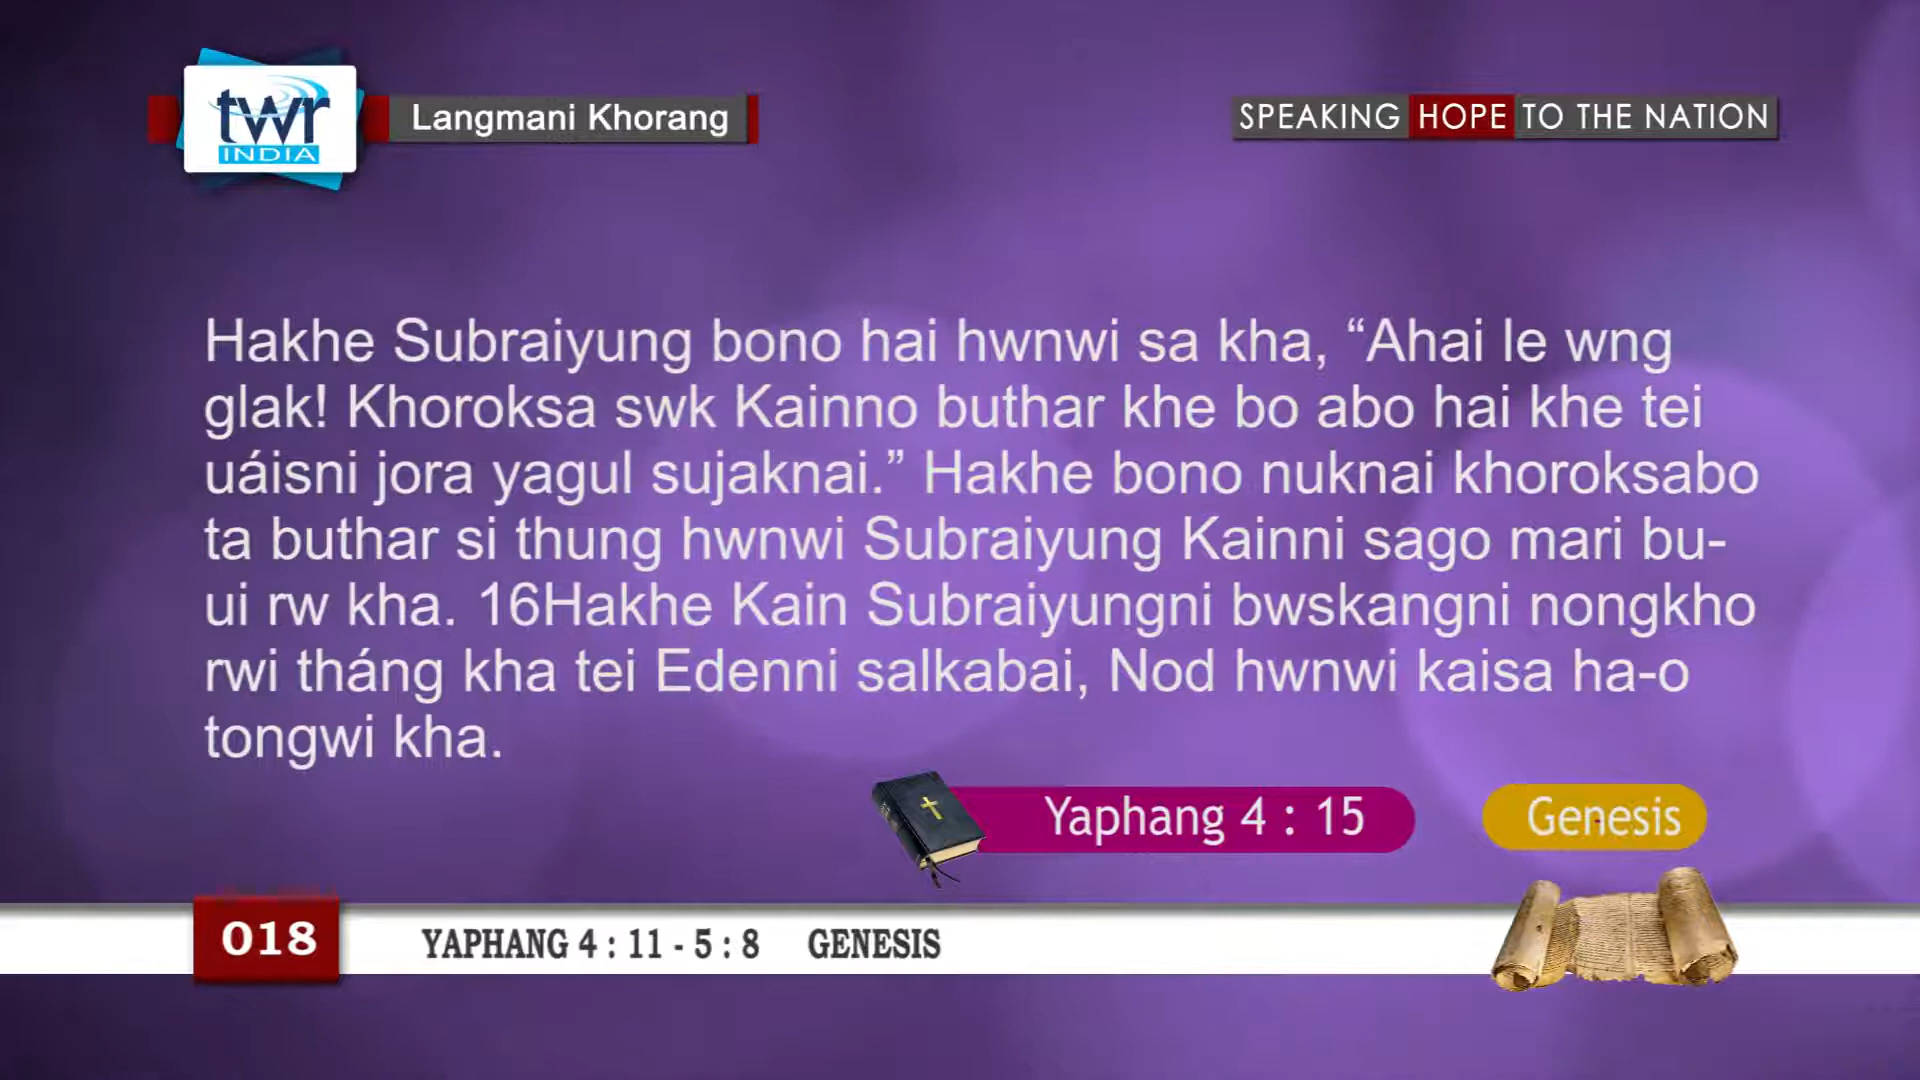 twr
INDIA
Langmani Khorang
SPEAKING HOPE TO THE NATION
Hakhe Subraiyung bono hai hwnwi sa kha, “Ahai le wng
glak! Khoroksa swk Kainno buthar khe bo abo hai khe tei
uáisni jora yagul sujaknai.” Hakhe bono nuknai khoroksabo
ta buthar si thung hwnwi Subraiyung Kainni sago mari bu-
ui rw kha. 16Hakhe Kain Subraiyungni bwskangni nongkho
rwi tháng kha tei Edenni salkabai, Nod hwnwi kaisa ha-o
tongwi kha.
Yaphang 4 : 15
Genesis
018
YAPHANG 4 : 11 - 5 : 8 GENESIS